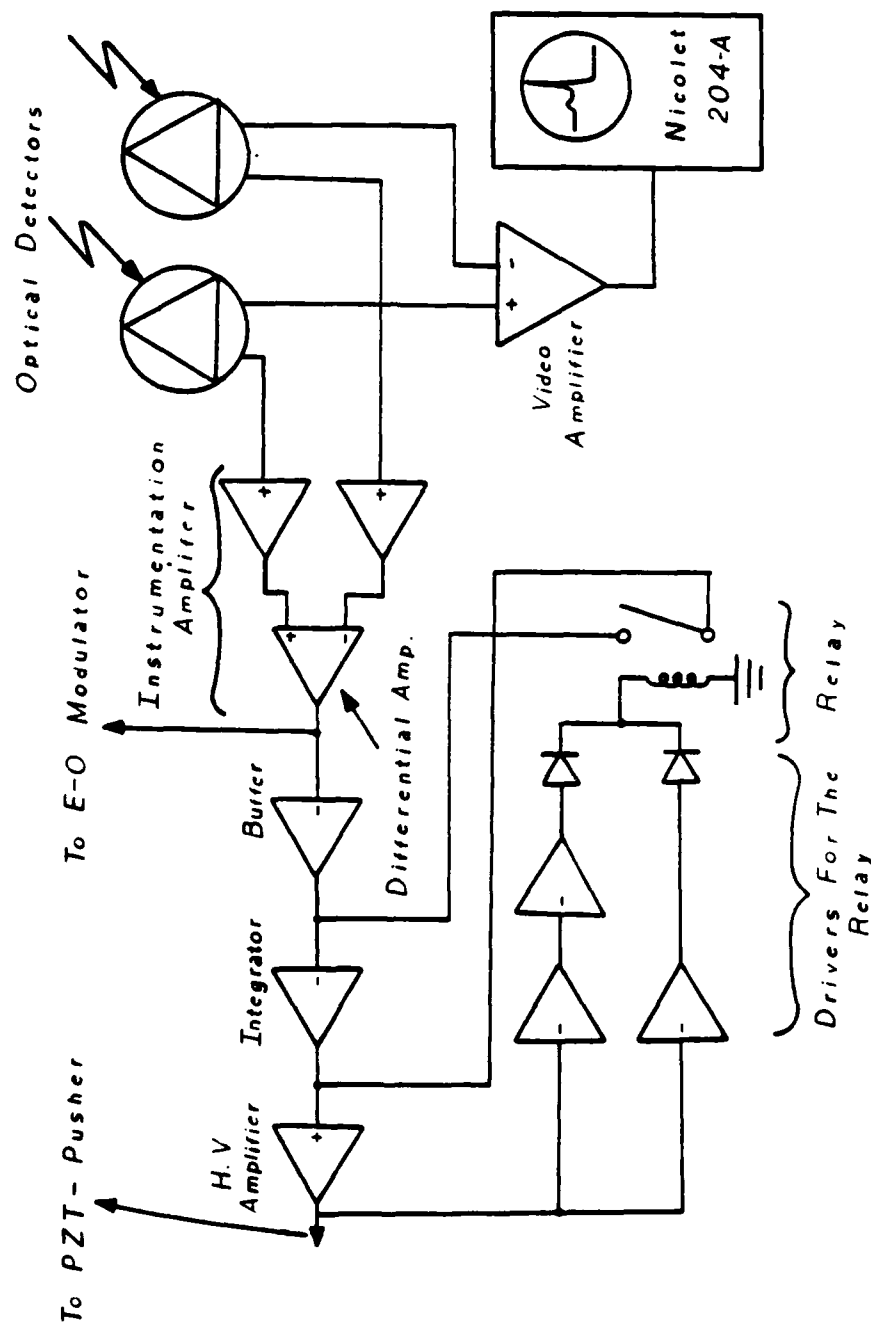 Optical Detectors
Nicolet
204-A
Video
Amplifier
Instrumentation
Amplifer
To E-O Modulator
Differential Amp.
Buffer
Integrator
H.V
Amplifier
To PZT-Pusher
Relay
Drivers For The
Relay